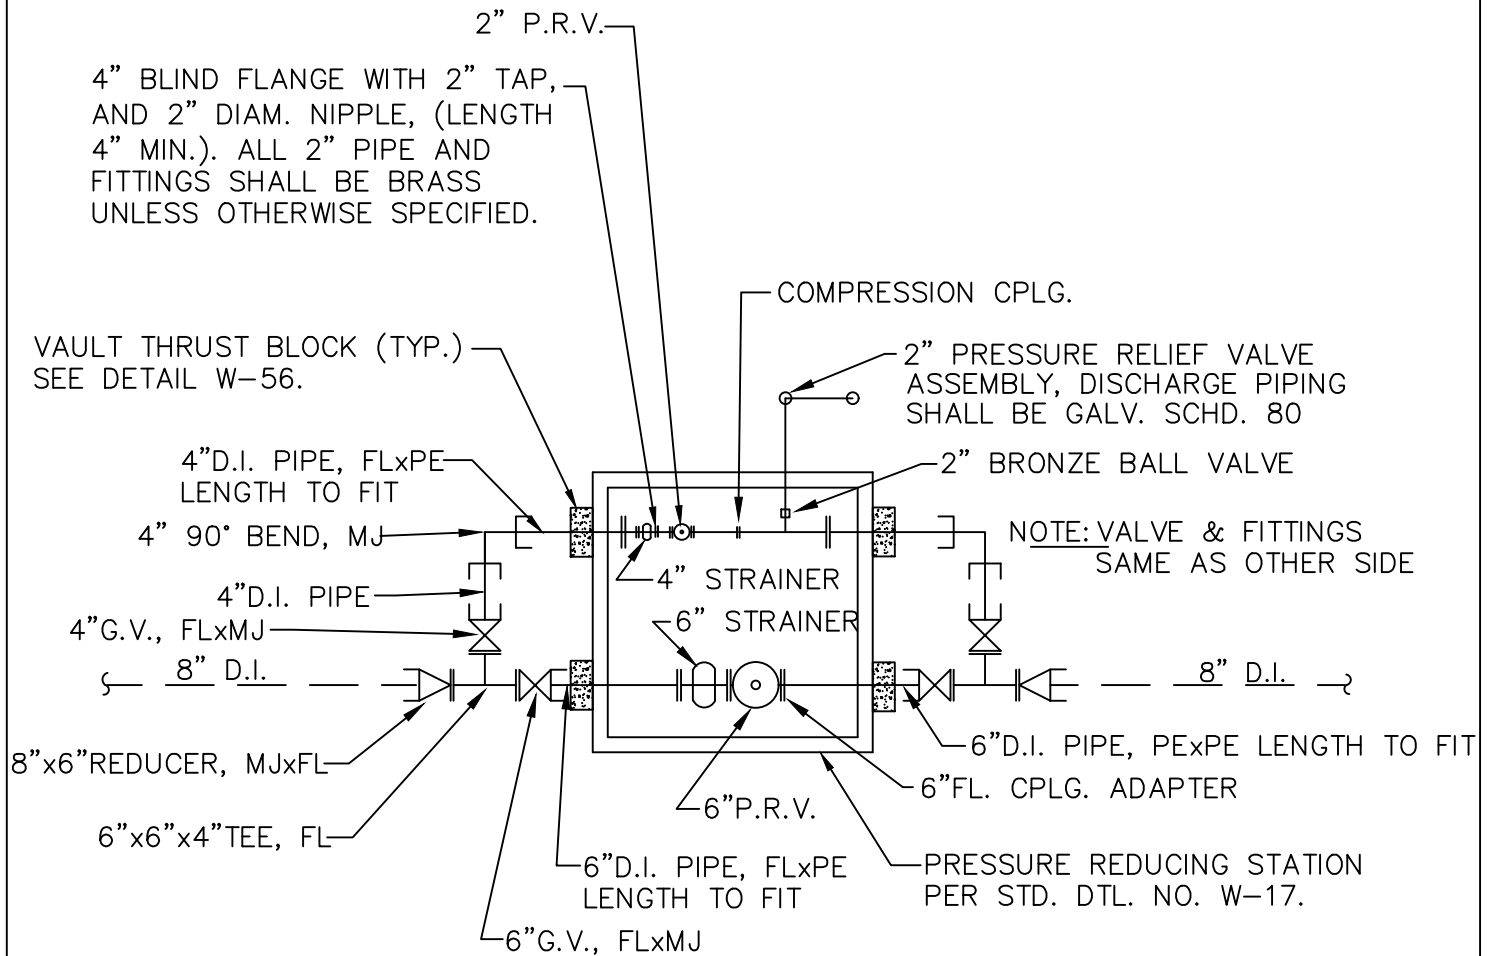 2" P.R.V.
4" BLIND FLANGE WITH 2" TAP,
AND 2" DIAM. NIPPLE, (LENGTH
4" MIN.). ALL 2" PIPE AND
FITTINGS SHALL BE BRASS
UNLESS OTHERWISE SPECIFIED.
COMPRESSION CPLG.
VAULT THRUST BLOCK (TYP.)
SEE DETAIL W-56.
2" PRESSURE RELIEF VALVE
ASSEMBLY, DISCHARGE PIPING
SHALL BE GALV. SCHD. 80
4"D.I. PIPE, FLxPE
LENGTH TO FIT
2" BRONZE BALL VALVE
4" 90° BEND, MJ
NOTE: VALVE & FITTINGS
SAME AS OTHER SIDE
4" STRAINER
4"D.I. PIPE
6" STRAINER
4"G.V., FLxMJ
8" D.I.
8" D.I.
8"x6"REDUCER, MJxFL
6"D.I. PIPE, PExPE LENGTH TO FIT
6"FL. CPLG. ADAPTER
6"P.R.V.
6"x6"x4"TEE, FL
6"D.I. PIPE, FLxPE
LENGTH TO FIT
PRESSURE REDUCING STATION
PER STD. DTL. NO. W-17.
6"G.V., FLxMJ